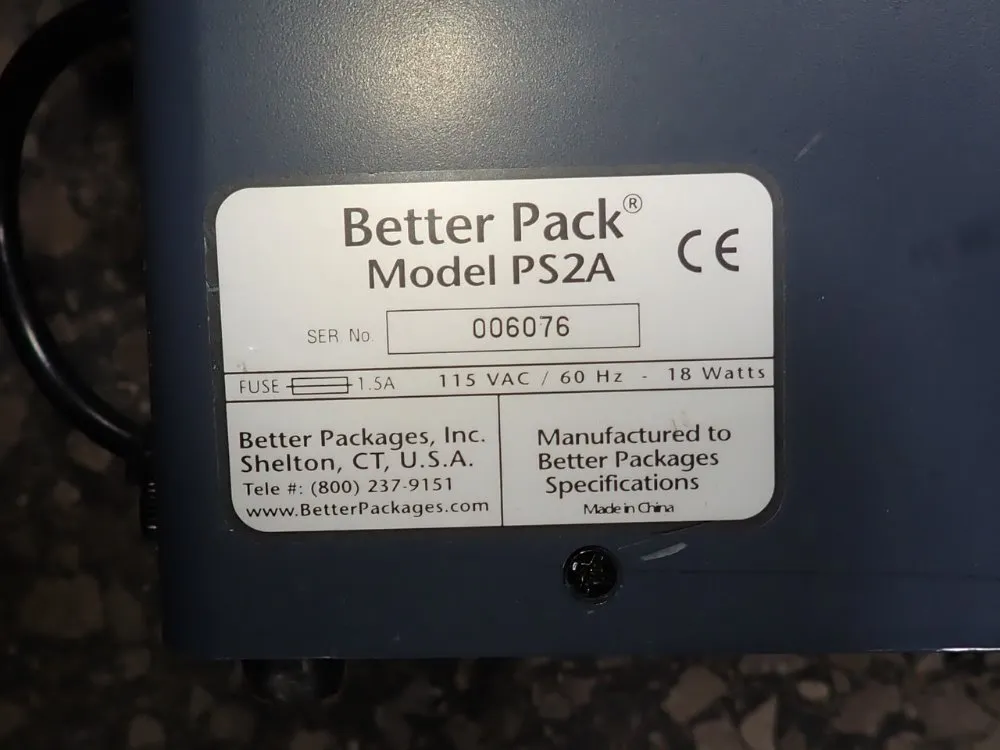 Better Pack®
Model PS2A
CE
SER. No. 006076
FUSE 1.5A 115 VAC / 60 Hz - 18 Watts
Better Packages, Inc.
Shelton, CT, U.S.A.
Tele #: (800) 237-9151
www.BetterPackages.com
Manufactured to
Better Packages
Specifications
Made in China